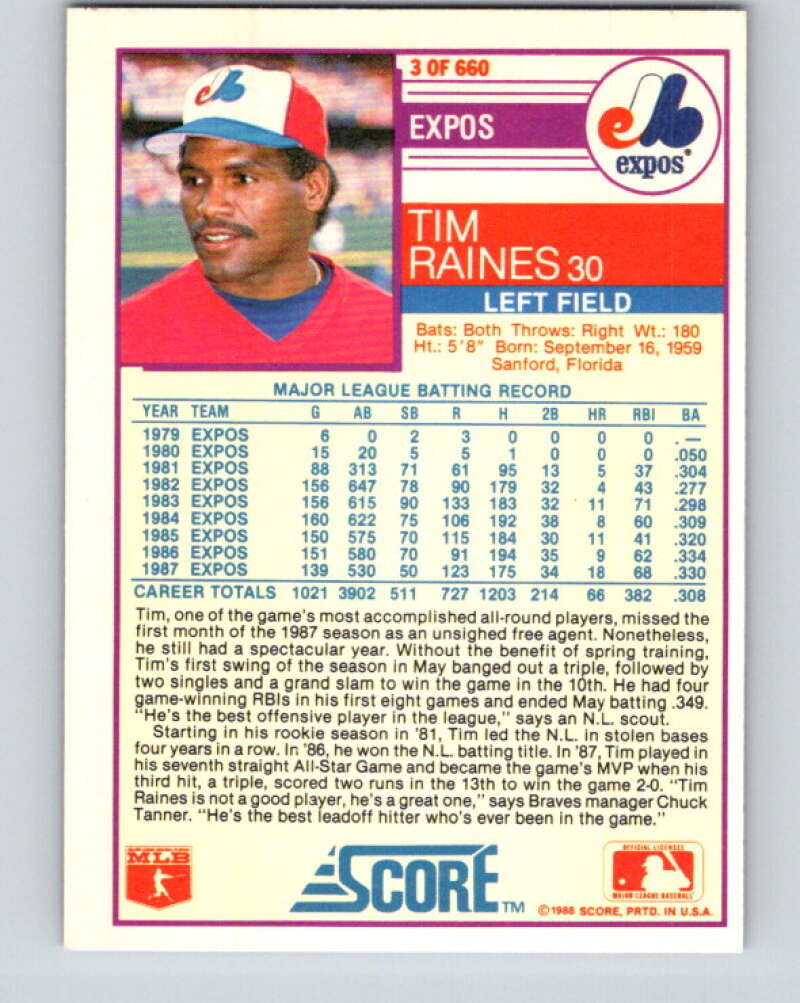 3 OF 660
EXPOS
expos®
TIM
RAINES 30
LEFT FIELD
Bats: Both Throws: Right Wt.: 180
Ht.: 5'8" Born: September 16, 1959
Sanford, Florida
MAJOR LEAGUE BATTING RECORD
YEAR TEAM G AB SB R H 2B HR RBI BA
1979 EXPOS 6 0 2 3 0 0 0 0 .—
1980 EXPOS 15 20 5 5 1 0 0 0 .050
1981 EXPOS 88 313 71 61 95 13 5 37 .304
1982 EXPOS 156 647 78 90 179 32 4 43 .277
1983 EXPOS 156 615 90 133 183 32 11 71 .298
1984 EXPOS 160 622 75 106 192 38 8 60 .309
1985 EXPOS 150 575 70 115 184 30 11 41 .320
1986 EXPOS 151 580 70 91 194 35 9 62 .334
1987 EXPOS 139 530 50 123 175 34 18 68 .330
CAREER TOTALS 1021 3902 511 727 1203 214 66 382 .308
Tim, one of the game's most accomplished all-round players, missed the
first month of the 1987 season as an unsighed free agent. Nonetheless,
he still had a spectacular year. Without the benefit of spring training,
Tim's first swing of the season in May banged out a triple, followed by
two singles and a grand slam to win the game in the 10th. He had four
game-winning RBIs in his first eight games and ended May batting .349.
"He's the best offensive player in the league," says an N.L. scout.
Starting in his rookie season in '81, Tim led the N.L. in stolen bases
four years in a row. In '86, he won the N.L. batting title. In '87, Tim played in
his seventh straight All-Star Game and became the game's MVP when his
third hit, a triple, scored two runs in the 13th to win the game 2-0. "Tim
Raines is not a good player, he's a great one," says Braves manager Chuck
Tanner. "He's the best leadoff hitter who's ever been in the game."
MLB
SCORE™
OFFICIAL LICENSEE
MAJOR LEAGUE BASEBALL
©1988 SCORE, PRTD. IN U.S.A.